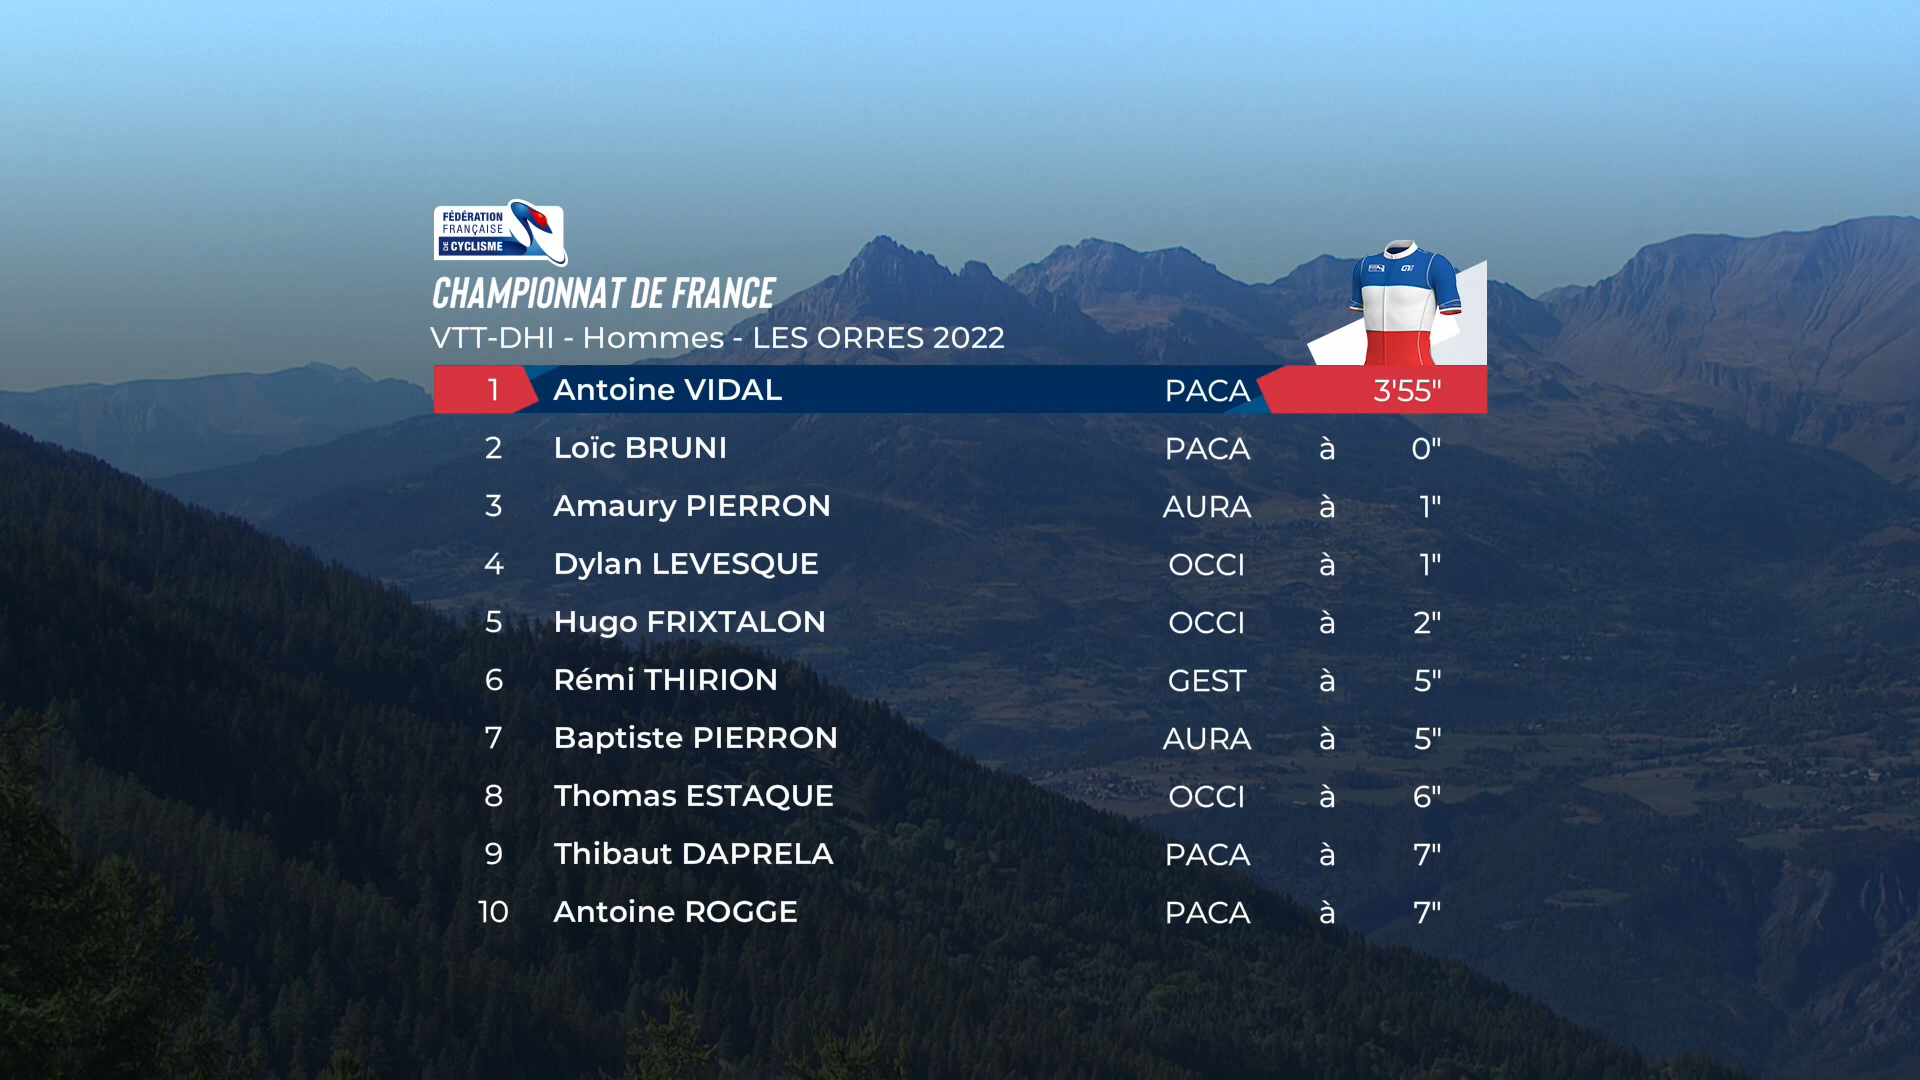 FÉDÉRATION
FRANÇAISE
DE CYCLISME
CHAMPIONNAT DE FRANCE
VTT-DHI - Hommes - LES ORRES 2022
1 Antoine VIDAL PACA 3'55"
2 Loïc BRUNI PACA à 0"
3 Amaury PIERRON AURA à 1"
4 Dylan LEVESQUE OCCI à 1"
5 Hugo FRIXTALON OCCI à 2"
6 Rémi THIRION GEST à 5"
7 Baptiste PIERRON AURA à 5"
8 Thomas ESTAQUE OCCI à 6"
9 Thibaut DAPRELA PACA à 7"
10 Antoine ROGGE PACA à 7"